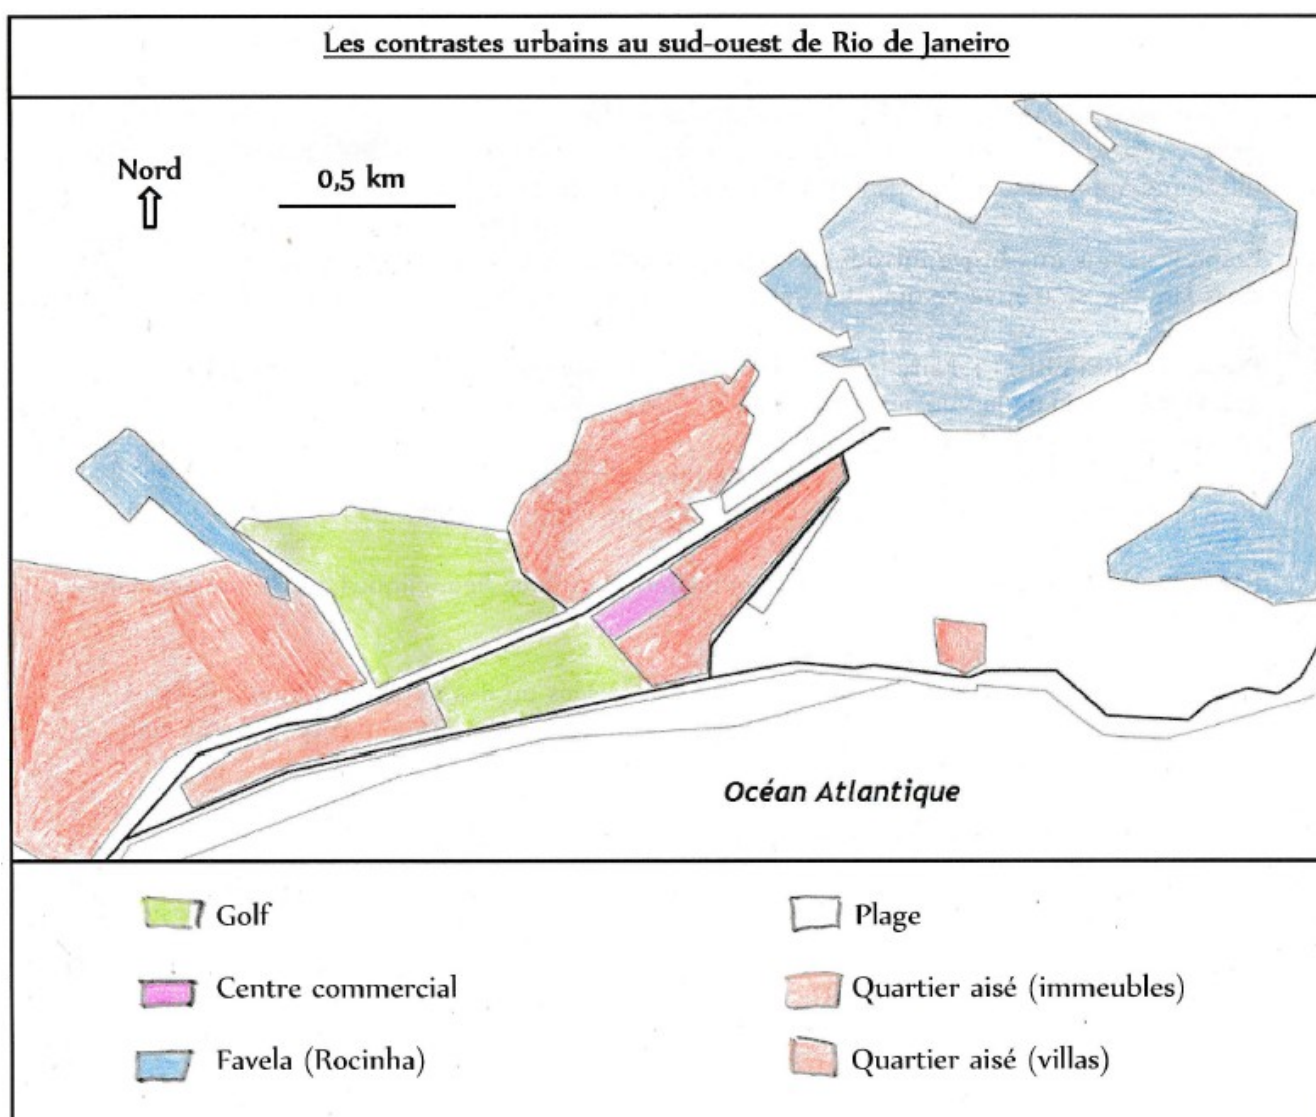 Les contrastes urbains au sud-ouest de Rio de Janeiro
Nord
0,5 km
Océan Atlantique
Golf
Plage
Centre commercial
Quartier aisé (immeubles)
Favela (Rocinha)
Quartier aisé (villas)